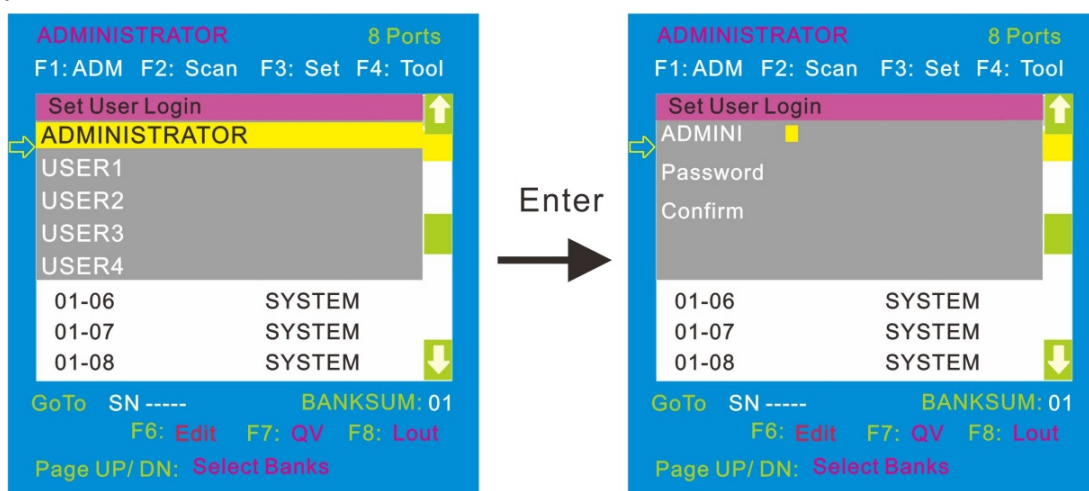 ADMINISTRATOR 8 Ports
F1: ADM F2: Scan F3: Set F4: Tool
Set User Login
ADMINISTRATOR
USER1
USER2
USER3
USER4
01-06 SYSTEM
01-07 SYSTEM
01-08 SYSTEM
GoTo SN ----- BANKSUM: 01
F6: Edit F7: QV F8: Lout
Page UP/ DN: Select Banks
Enter
ADMINISTRATOR 8 Ports
F1: ADM F2: Scan F3: Set F4: Tool
Set User Login
ADMINI
Password
Confirm
01-06 SYSTEM
01-07 SYSTEM
01-08 SYSTEM
GoTo SN ----- BANKSUM: 01
F6: Edit F7: QV F8: Lout
Page UP/ DN: Select Banks